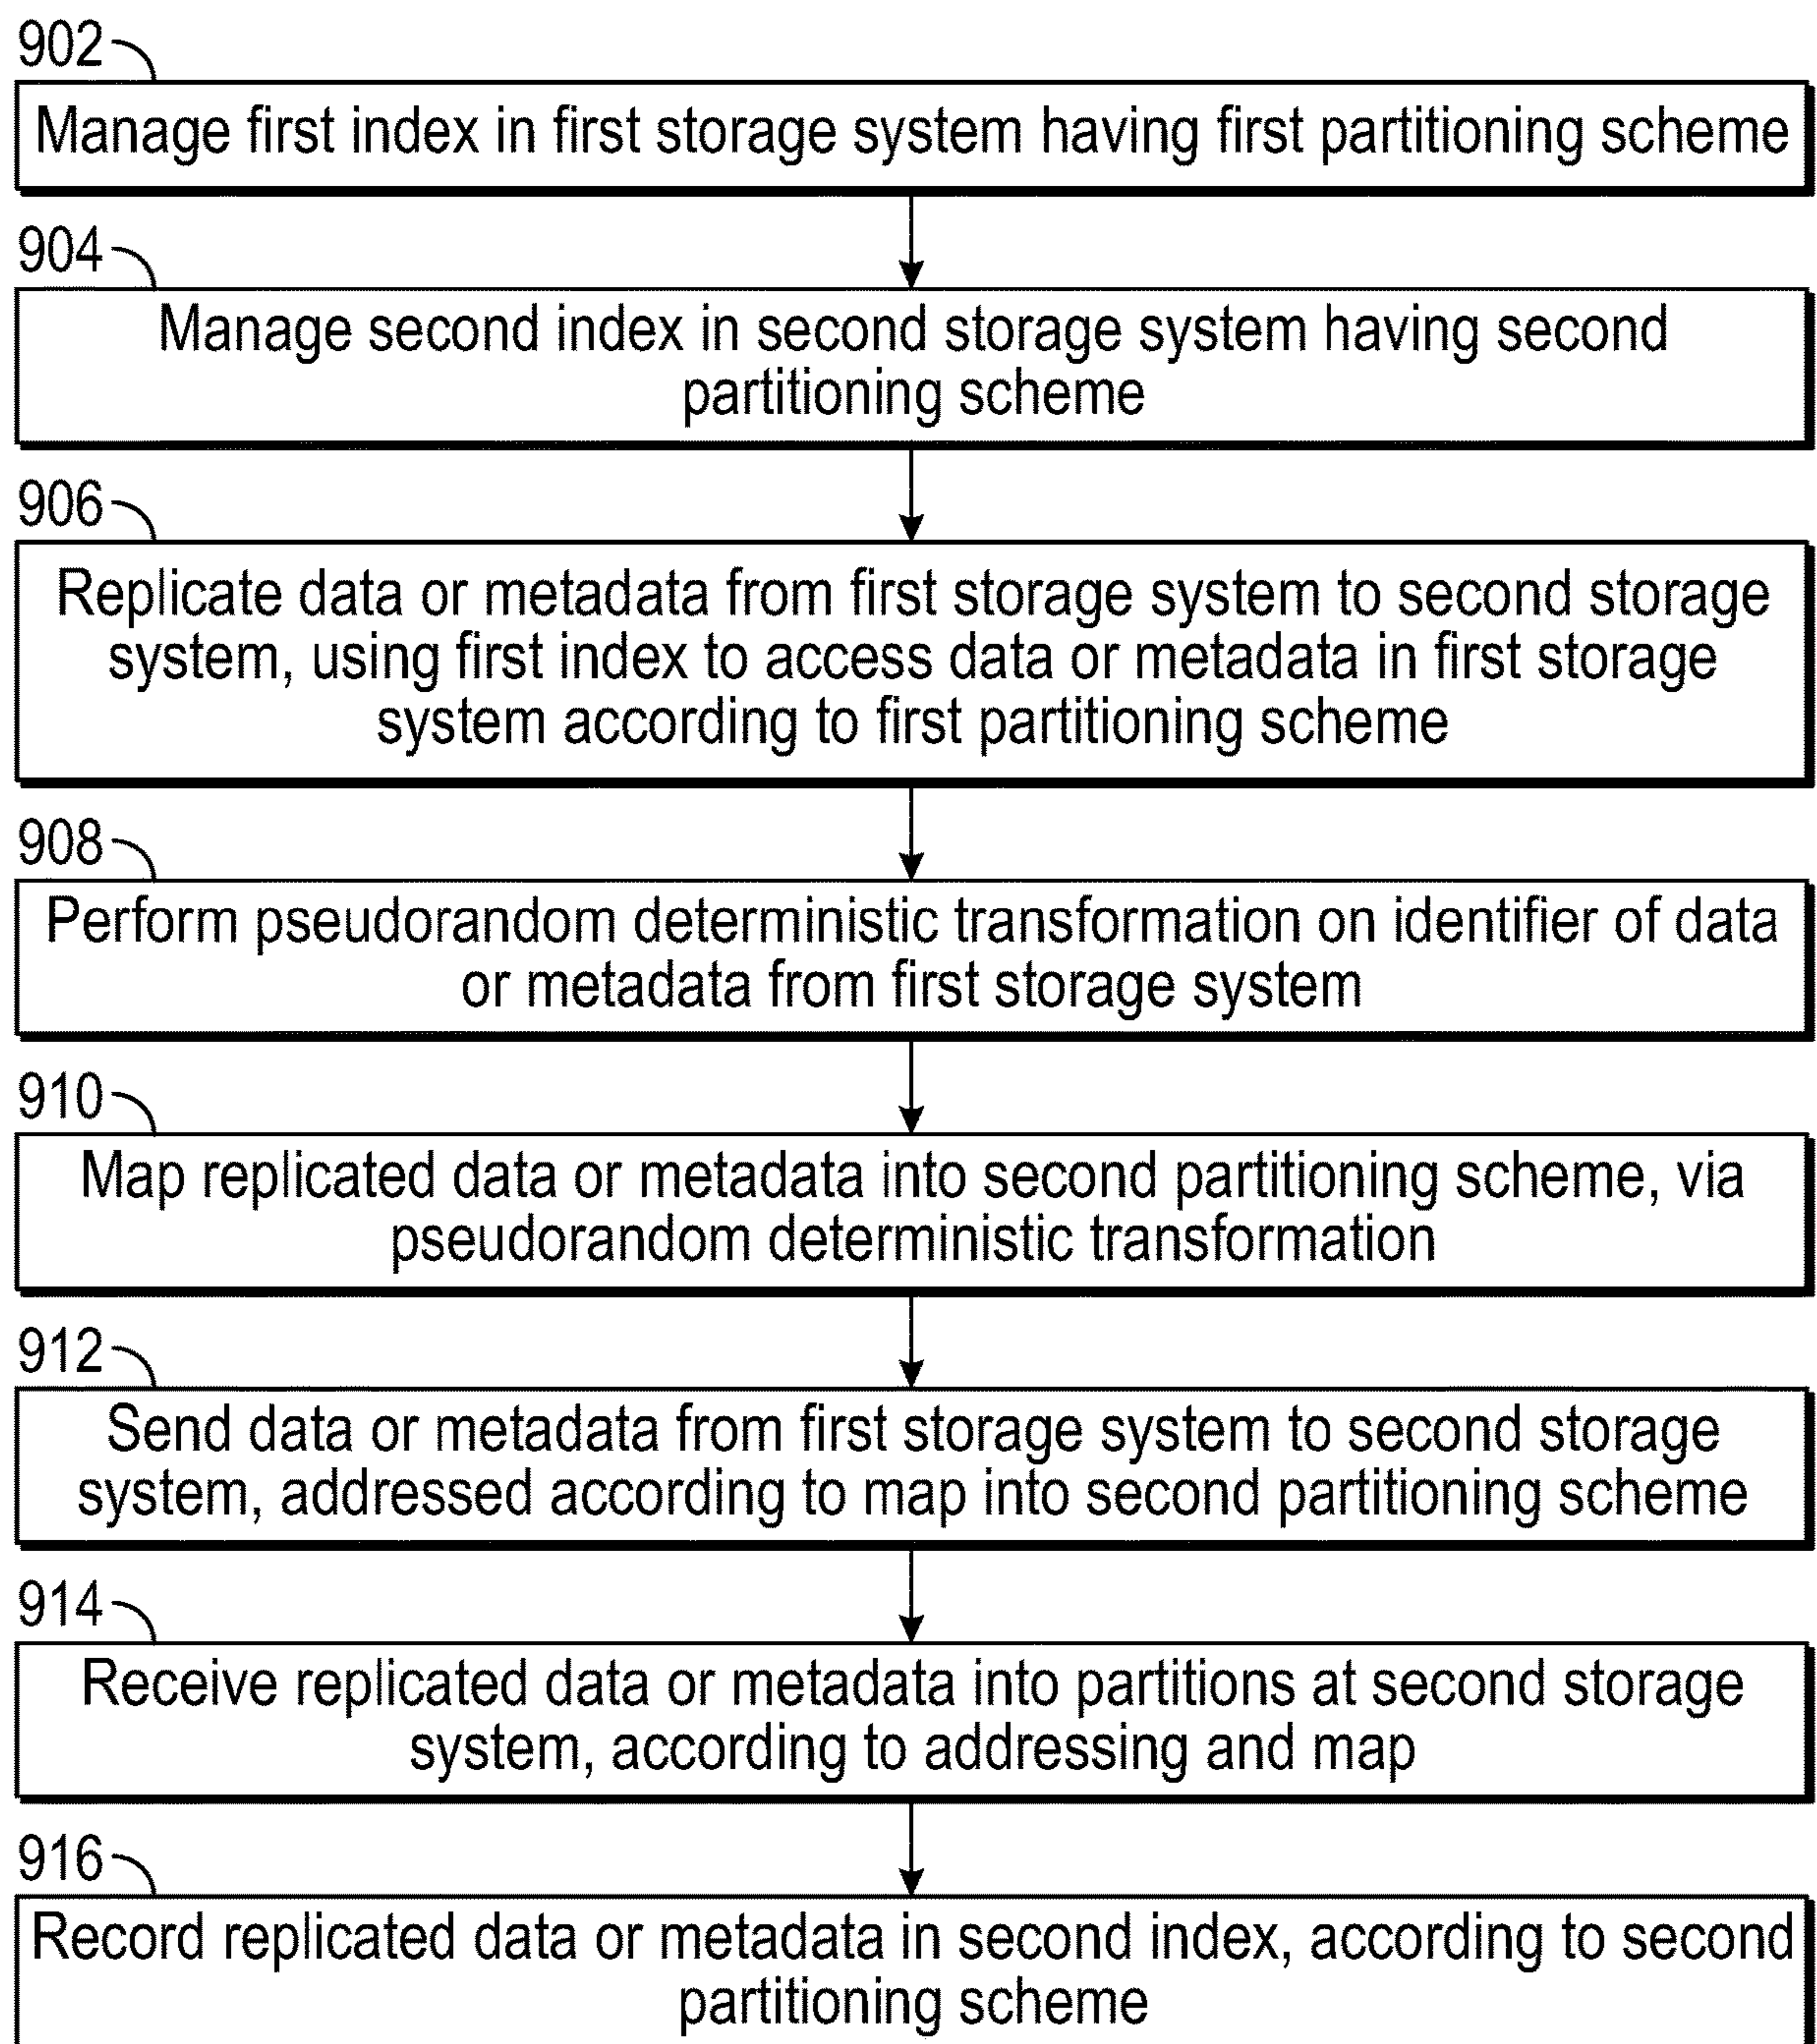 902
Manage first index in first storage system having first partitioning scheme
904
Manage second index in second storage system having second
partitioning scheme
906
Replicate data or metadata from first storage system to second storage
system, using first index to access data or metadata in first storage
system according to first partitioning scheme
908
Perform pseudorandom deterministic transformation on identifier of data
or metadata from first storage system
910
Map replicated data or metadata into second partitioning scheme, via
pseudorandom deterministic transformation
912
Send data or metadata from first storage system to second storage
system, addressed according to map into second partitioning scheme
914
Receive replicated data or metadata into partitions at second storage
system, according to addressing and map
916
Record replicated data or metadata in second index, according to second
partitioning scheme